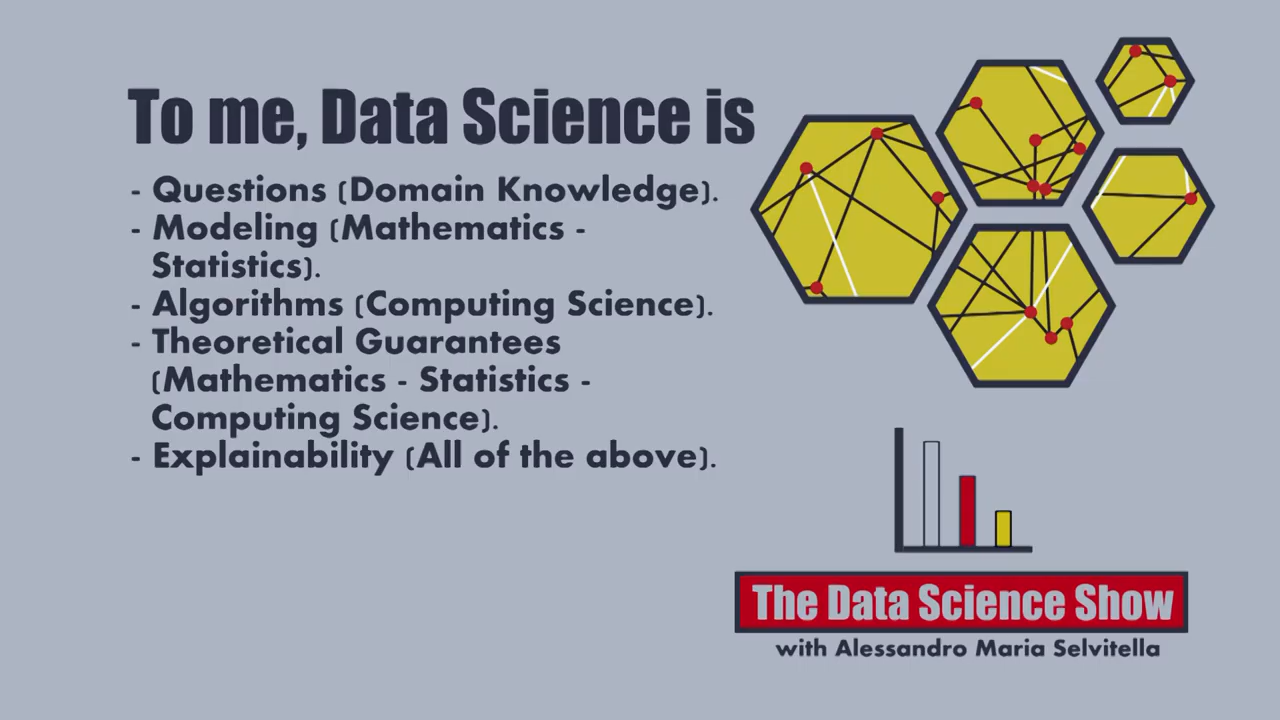 To me, Data Science is
- Questions (Domain Knowledge).
- Modeling (Mathematics -
Statistics).
- Algorithms (Computing Science).
- Theoretical Guarantees
(Mathematics - Statistics -
Computing Science).
- Explainability (All of the above).
The Data Science Show
with Alessandro Maria Selvitella